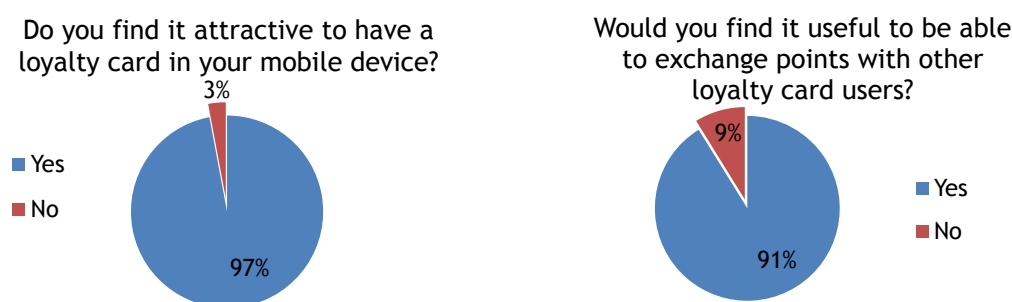 Do you find it attractive to have a
loyalty card in your mobile device?
3%
Yes
No
97%
Would you find it useful to be able
to exchange points with other
loyalty card users?
9%
Yes
No
91%